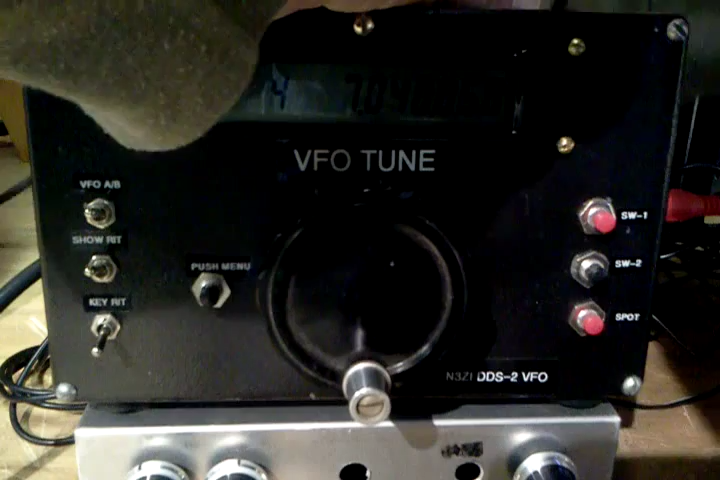 VFO TUNE
VFO A/B
SHOW RIT
KEY RIT
PUSH MENU
SW-1
SW-2
SPOT
N3ZI DDS-2 VFO